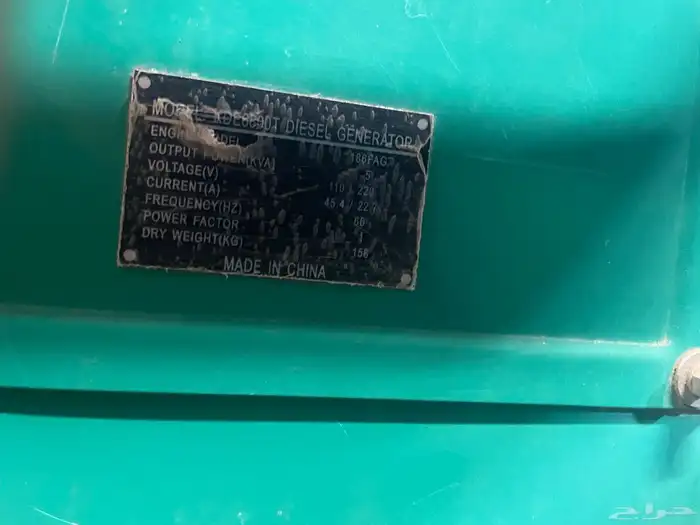 MODEL KDE6500T DIESEL GENERATOR
ENGINE MODEL 186FAG
OUTPUT POWER(KVA) 5
VOLTAGE(V) 110 / 220
CURRENT(A) 45.4 / 22.7
FREQUENCY(HZ) 60
POWER FACTOR 1
DRY WEIGHT(KG) 156
MADE IN CHINA
حراج